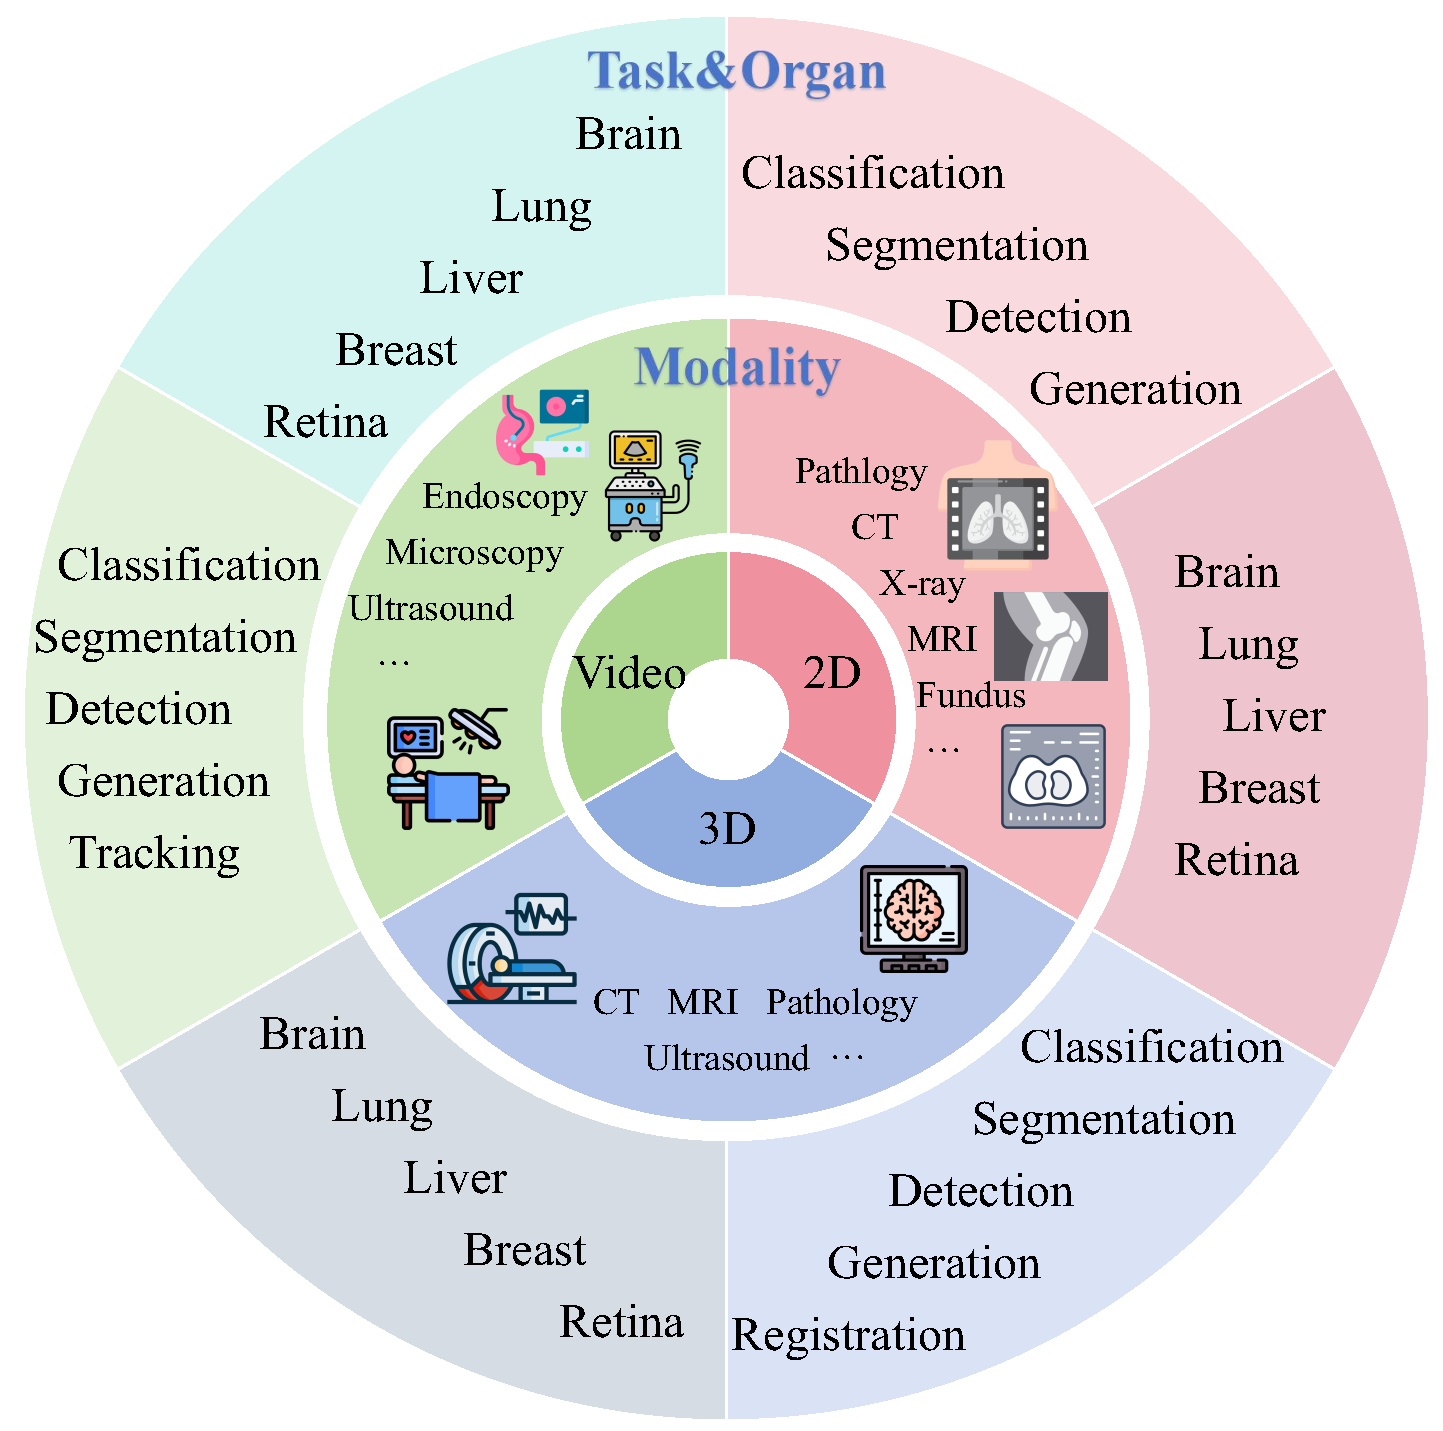 Task&Organ
Brain
Lung
Liver
Breast
Retina
Classification
Segmentation
Detection
Generation
Modality
Endoscopy
Microscopy
Ultrasound
...
Pathlogy
CT
X-ray
MRI
Fundus
...
Video
2D
3D
Classification
Segmentation
Detection
Generation
Tracking
Brain
Lung
Liver
Breast
Retina
CT MRI Pathology
Ultrasound ...
Brain
Lung
Liver
Breast
Retina
Classification
Segmentation
Detection
Generation
Registration